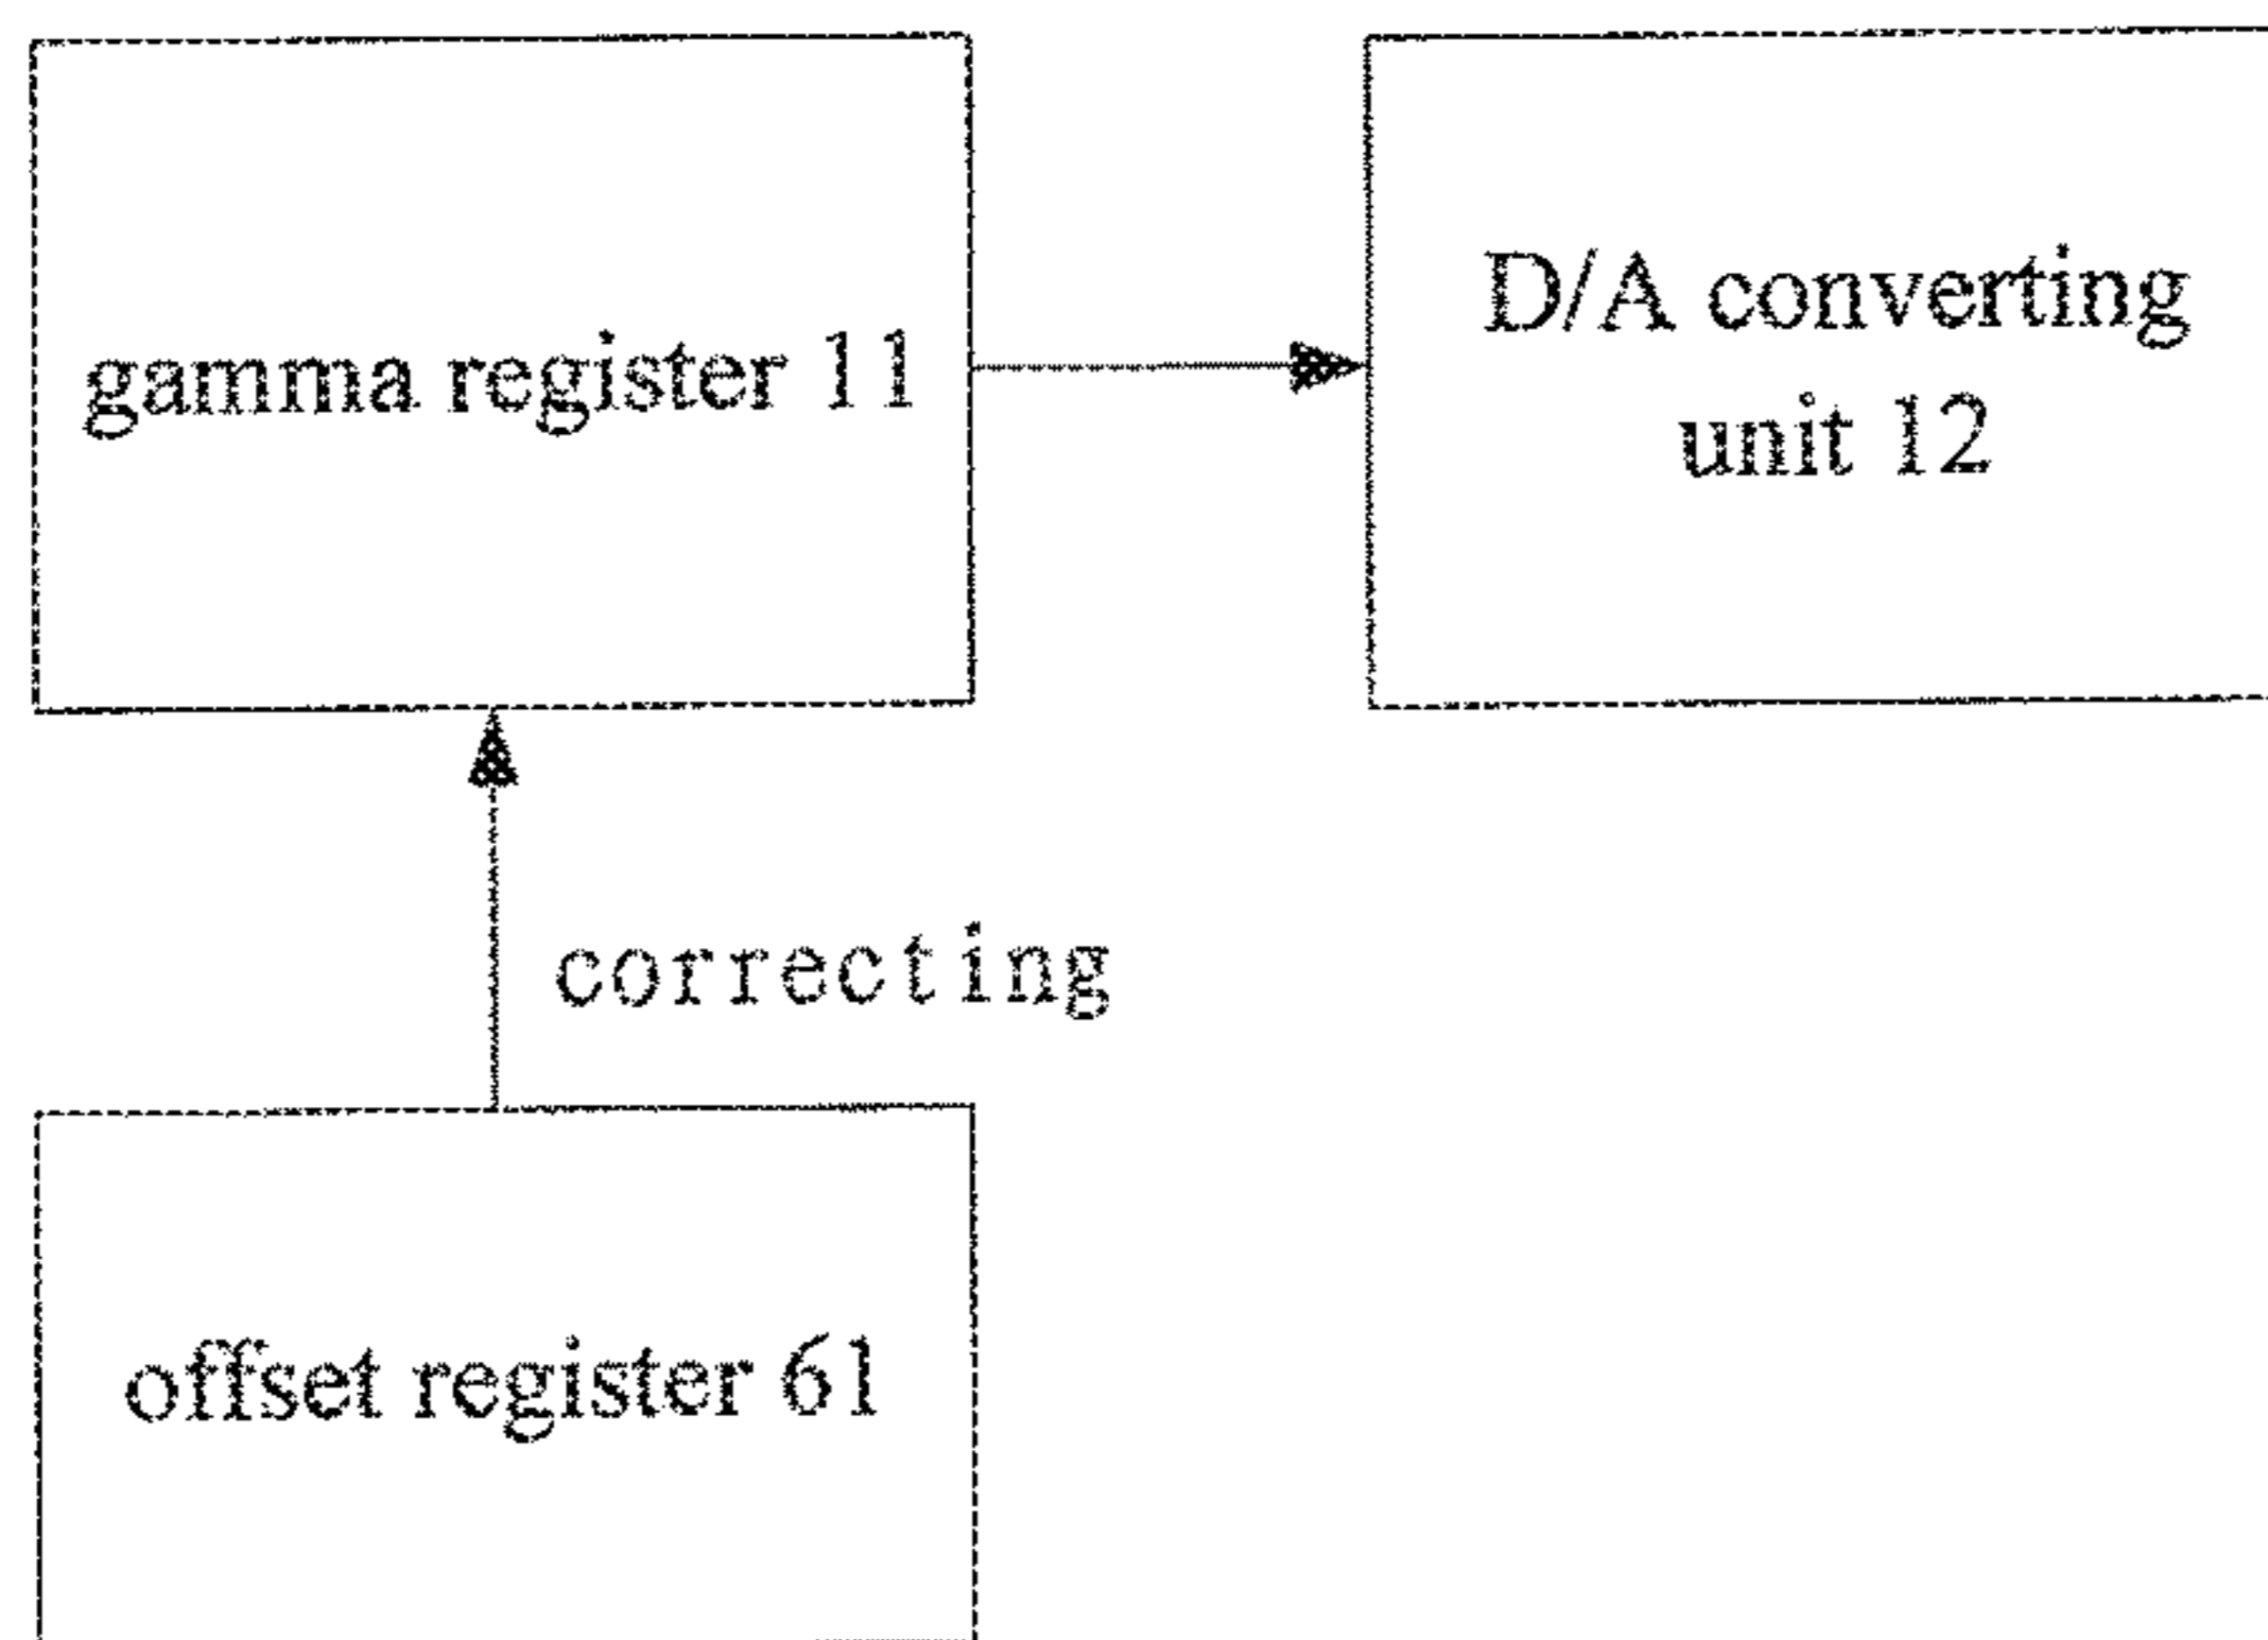 gamma register 11
D/A converting
unit 12
correcting
offset register 61